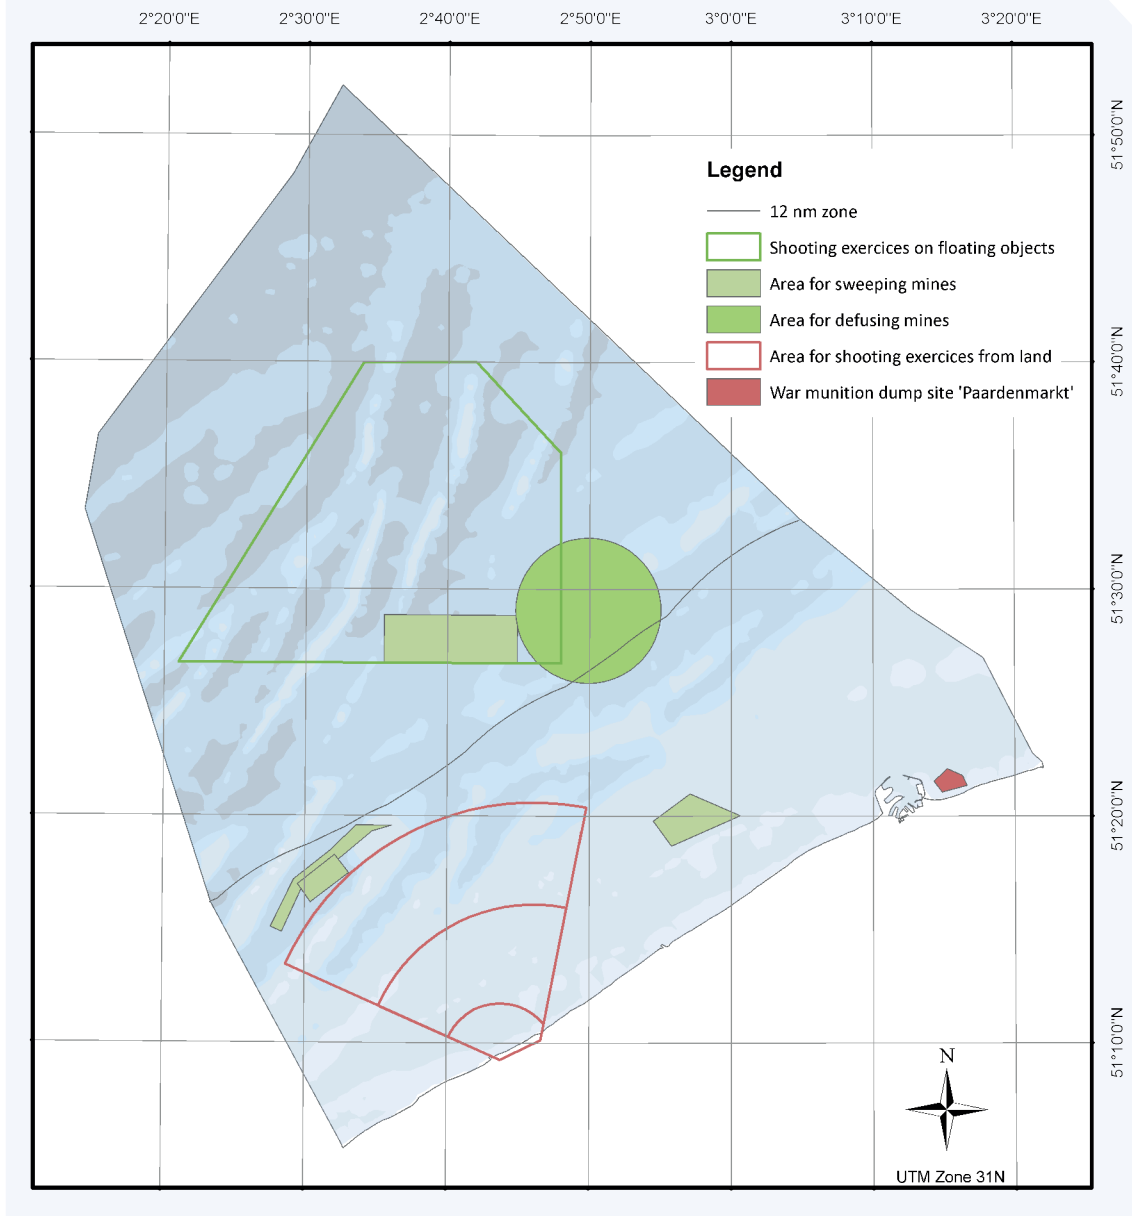 2°20'0"E 2°30'0"E 2°40'0"E 2°50'0"E 3°0'0"E 3°10'0"E 3°20'0"E
51°50'0"N
Legend
12 nm zone
Shooting exercices on floating objects
Area for sweeping mines
Area for defusing mines
51°40'0"N
Area for shooting exercices from land
War munition dump site 'Paardenmarkt'
51°30'0"N
51°20'0"N
51°10'0"N
N
UTM Zone 31N